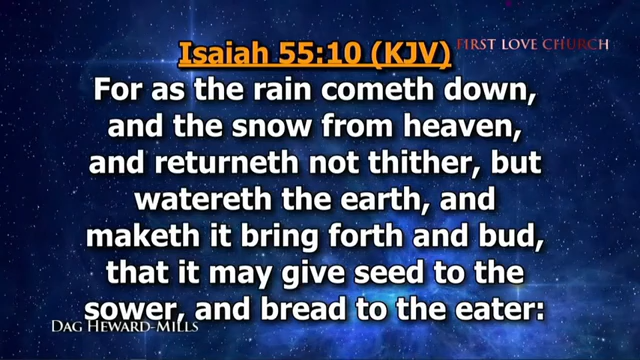 Isaiah 55:10 (KJV)
FIRST LOVE CHURCH
For as the rain cometh down,
and the snow from heaven,
and returneth not thither, but
watereth the earth, and
maketh it bring forth and bud,
that it may give seed to the
sower, and bread to the eater:
DAG HEWARD-MILLS